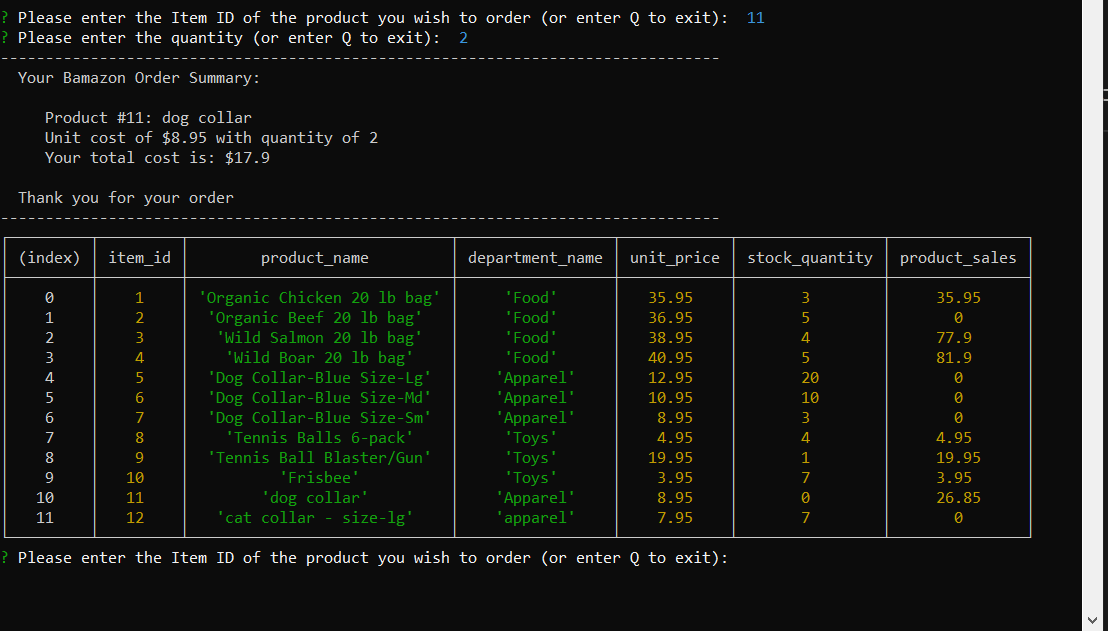 ? Please enter the Item ID of the product you wish to order (or enter Q to exit):  11
? Please enter the quantity (or enter Q to exit):  2
--------------------------------------------------------------------------------
Your Bamazon Order Summary:
Product #11: dog collar
Unit cost of $8.95 with quantity of 2
Your total cost is: $17.9
Thank you for your order
--------------------------------------------------------------------------------
(index) item_id product_name department_name unit_price stock_quantity product_sales
0 1 'Organic Chicken 20 lb bag' 'Food' 35.95 3 35.95
1 2 'Organic Beef 20 lb bag' 'Food' 36.95 5 0
2 3 'Wild Salmon 20 lb bag' 'Food' 38.95 4 77.9
3 4 'Wild Boar 20 lb bag' 'Food' 40.95 5 81.9
4 5 'Dog Collar-Blue Size-Lg' 'Apparel' 12.95 20 0
5 6 'Dog Collar-Blue Size-Md' 'Apparel' 10.95 10 0
6 7 'Dog Collar-Blue Size-Sm' 'Apparel' 8.95 3 0
7 8 'Tennis Balls 6-pack' 'Toys' 4.95 4 4.95
8 9 'Tennis Ball Blaster/Gun' 'Toys' 19.95 1 19.95
9 10 'Frisbee' 'Toys' 3.95 7 3.95
10 11 'dog collar' 'Apparel' 8.95 0 26.85
11 12 'cat collar - size-lg' 'apparel' 7.95 7 0
? Please enter the Item ID of the product you wish to order (or enter Q to exit):